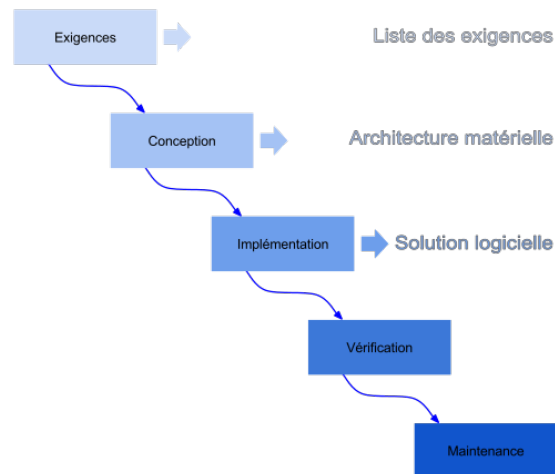 Exigences
Liste des exigences
Conception
Architecture matérielle
Implémentation
Solution logicielle
Vérification
Maintenance